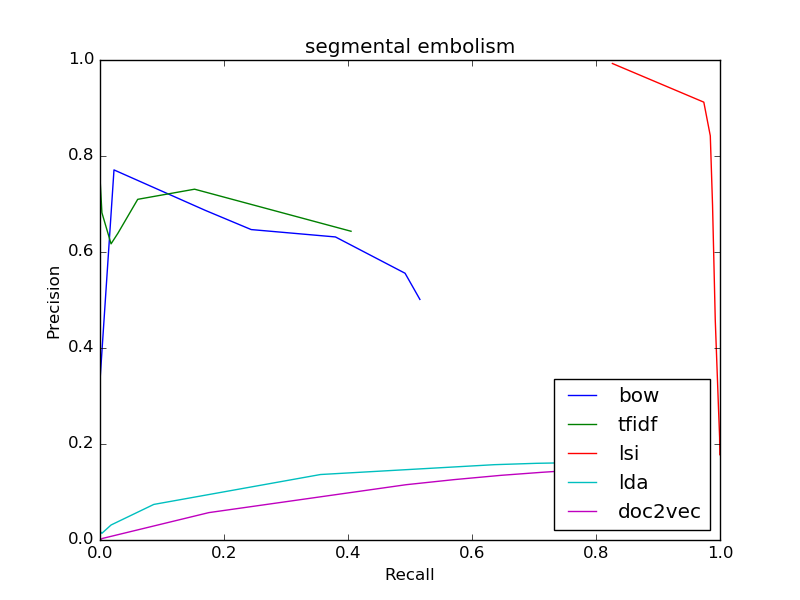 segmental embolism
1.0
0.8
0.6
0.4
0.2
0.0
Precision
0.0 0.2 0.4 0.6 0.8 1.0
Recall
bow
tfidf
lsi
lda
doc2vec